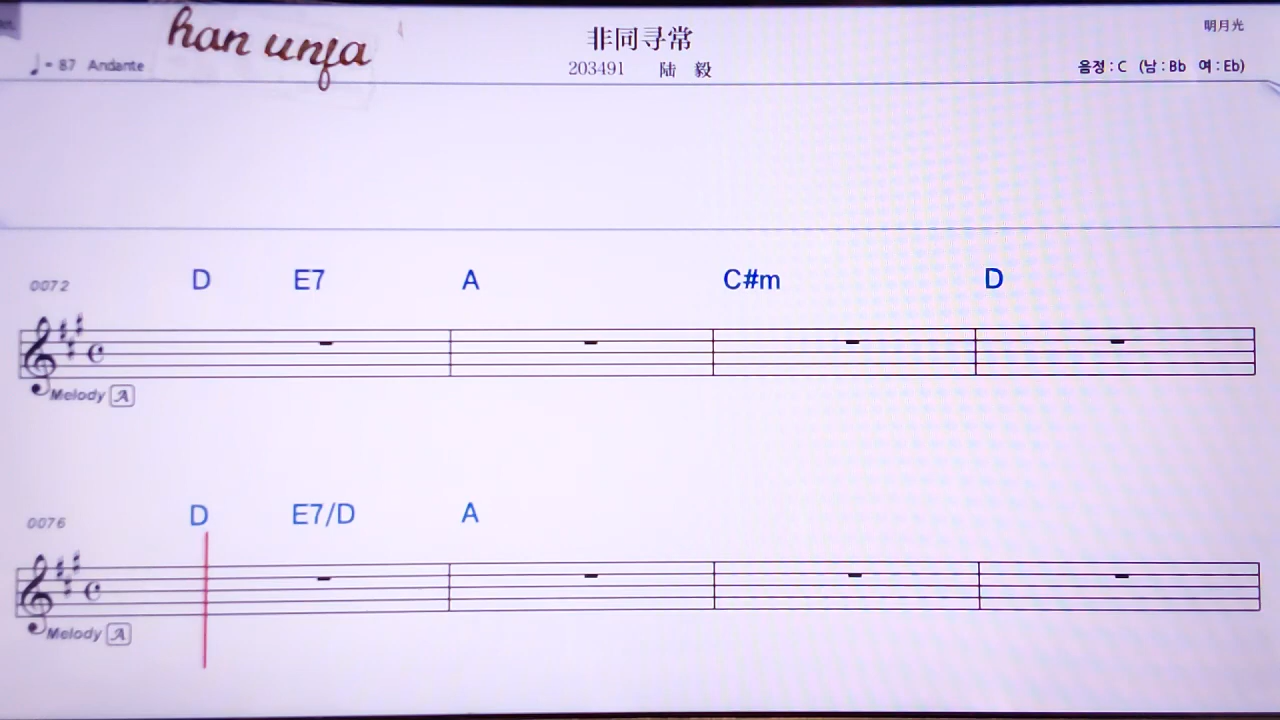 han unfa
非同寻常
明月光
♩= 87 Andante
203491 陆 毅
음정 : C (남 : Bb 여 : Eb)
0072 D E7 A C#m D
Melody A
0076 D E7/D A
Melody A